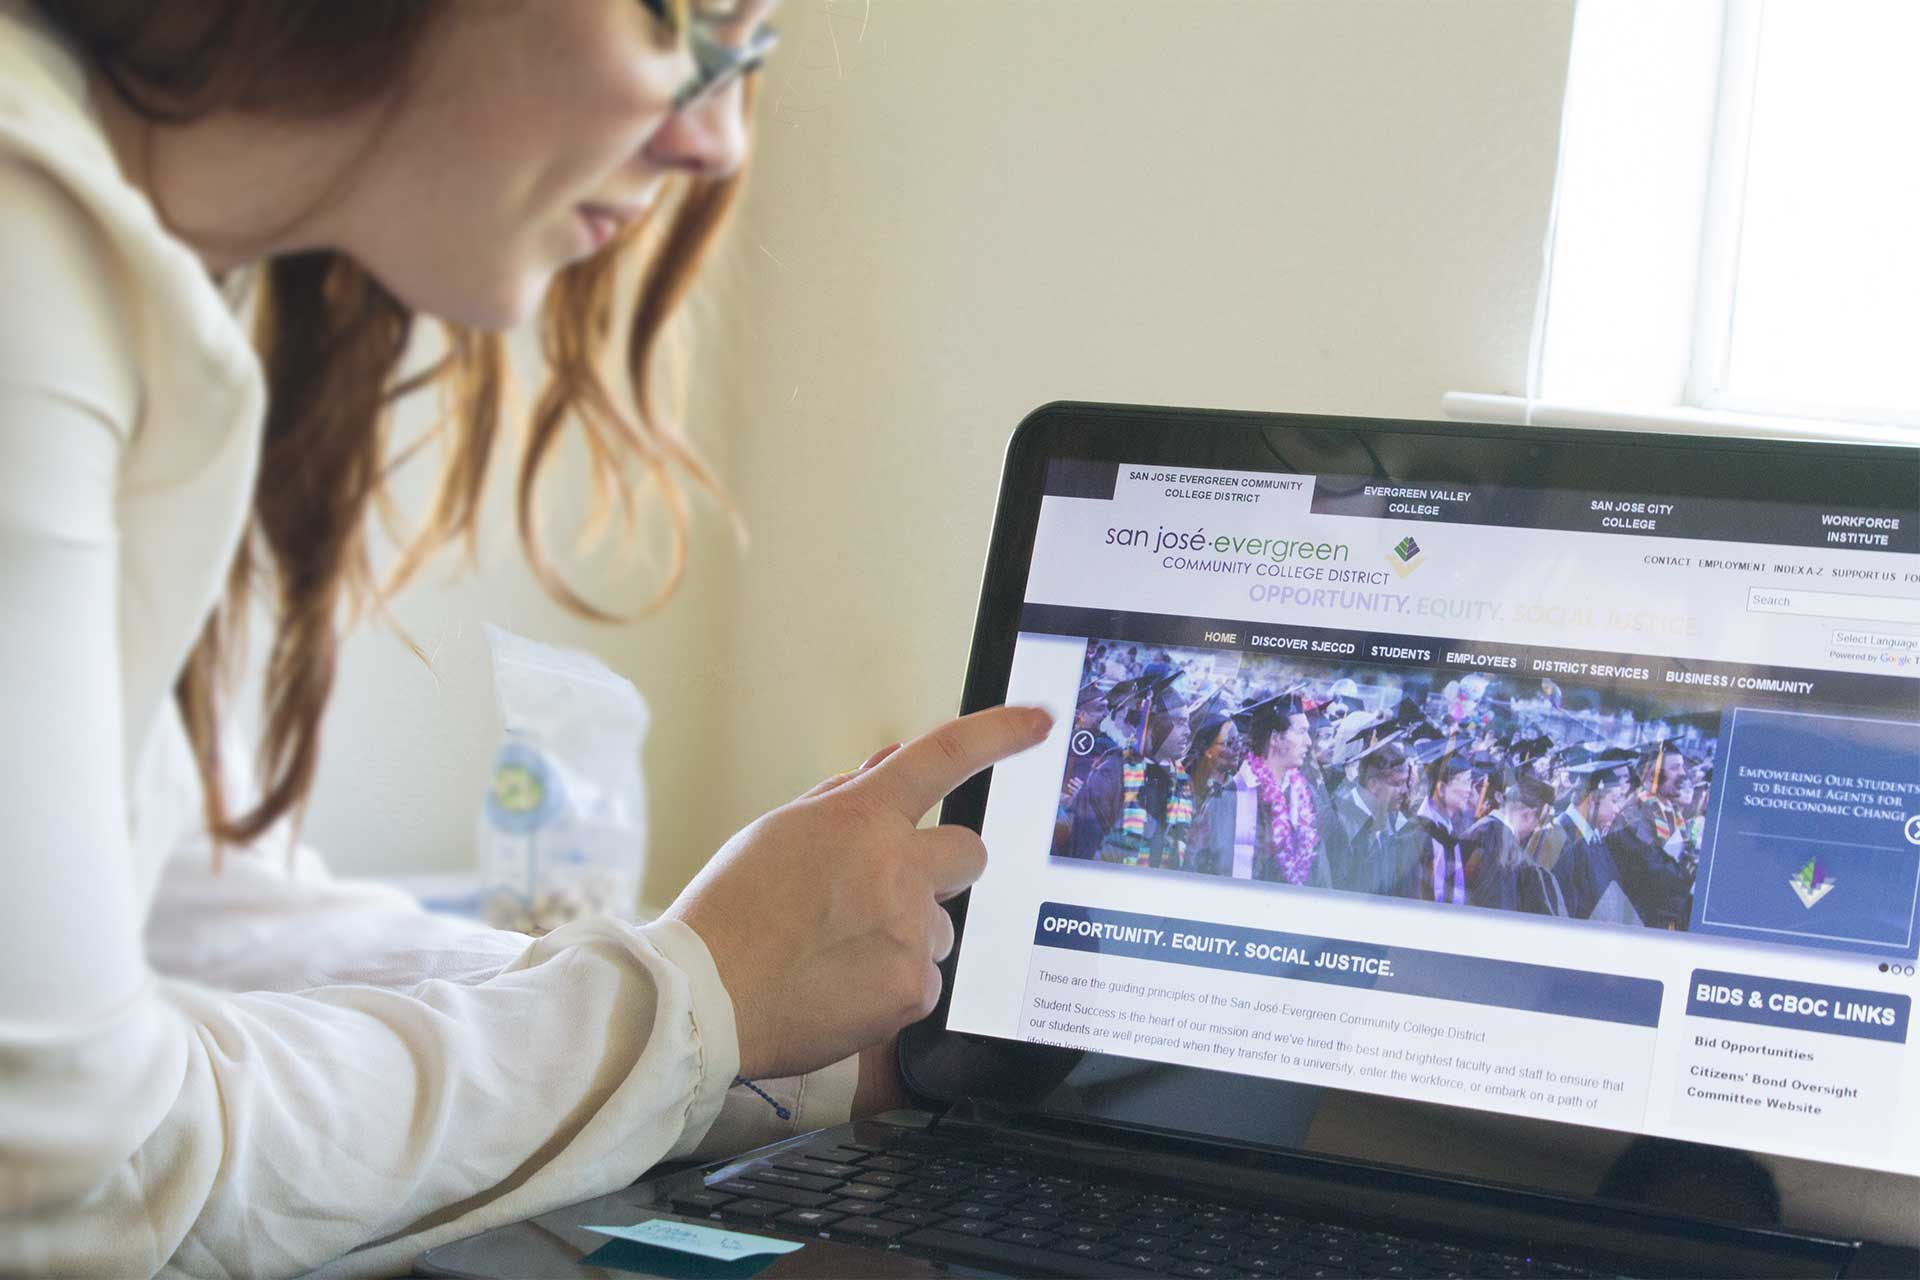 SAN JOSE EVERGREEN COMMUNITY
COLLEGE DISTRICT
EVERGREEN VALLEY
COLLEGE
SAN JOSE CITY
COLLEGE
WORKFORCE
INSTITUTE
san josé·evergreen
COMMUNITY COLLEGE DISTRICT
OPPORTUNITY. EQUITY. SOCIAL JUSTICE
CONTACT EMPLOYMENT INDEX A-Z SUPPORT US
Search
Select Language
Powered by Google
HOME DISCOVER SJECCD STUDENTS EMPLOYEES DISTRICT SERVICES BUSINESS / COMMUNITY
EMPOWERING OUR STUDENTS
TO BECOME AGENTS FOR
SOCIOECONOMIC CHANGE
OPPORTUNITY. EQUITY. SOCIAL JUSTICE.
These are the guiding principles of the San José-Evergreen Community College District
Student Success is the heart of our mission and we've hired the best and brightest faculty and staff to ensure that
our students are well prepared when they transfer to a university, enter the workforce, or embark on a path of
lifelong learning
BIDS & CBOC LINKS
Bid Opportunities
Citizens' Bond Oversight
Committee Website